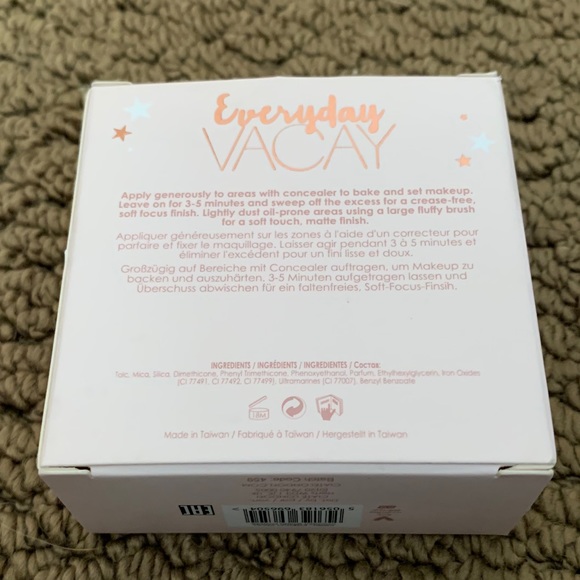 Everyday
VACAY
Apply generously to areas with concealer to bake and set makeup.
Leave on for 3-5 minutes and sweep off the excess for a crease-free,
soft focus finish. Lightly dust oil-prone areas using a large fluffy brush
for a soft touch, matte finish.
Appliquer généreusement sur les zones à l'aide d'un correcteur pour
parfaire et fixer le maquillage. Laisser agir pendant 3 à 5 minutes et
éliminer l'excédent pour un fini lisse et doux.
Großzügig auf Bereiche mit Concealer auftragen, um Makeup zu
backen und auszuhärten. 3-5 Minuten aufgetragen lassen und
Überschuss abwischen für ein faltenfreies, Soft-Focus-Finsih.
INGREDIENTS / INGRÉDIENTS / INGREDIENTES / Состав:
Talc, Mica, Silica, Dimethicone, Phenyl Trimethicone, Phenoxyethanol, Parfum, Ethylhexylglycerin, Iron Oxides
(CI 77491, CI 77492, CI 77499), Ultramarines (CI 77007), Benzyl Benzoate
Made in Taiwan / Fabriqué à Taïwan / Hergestellt in Taiwan
Batch Code: 409